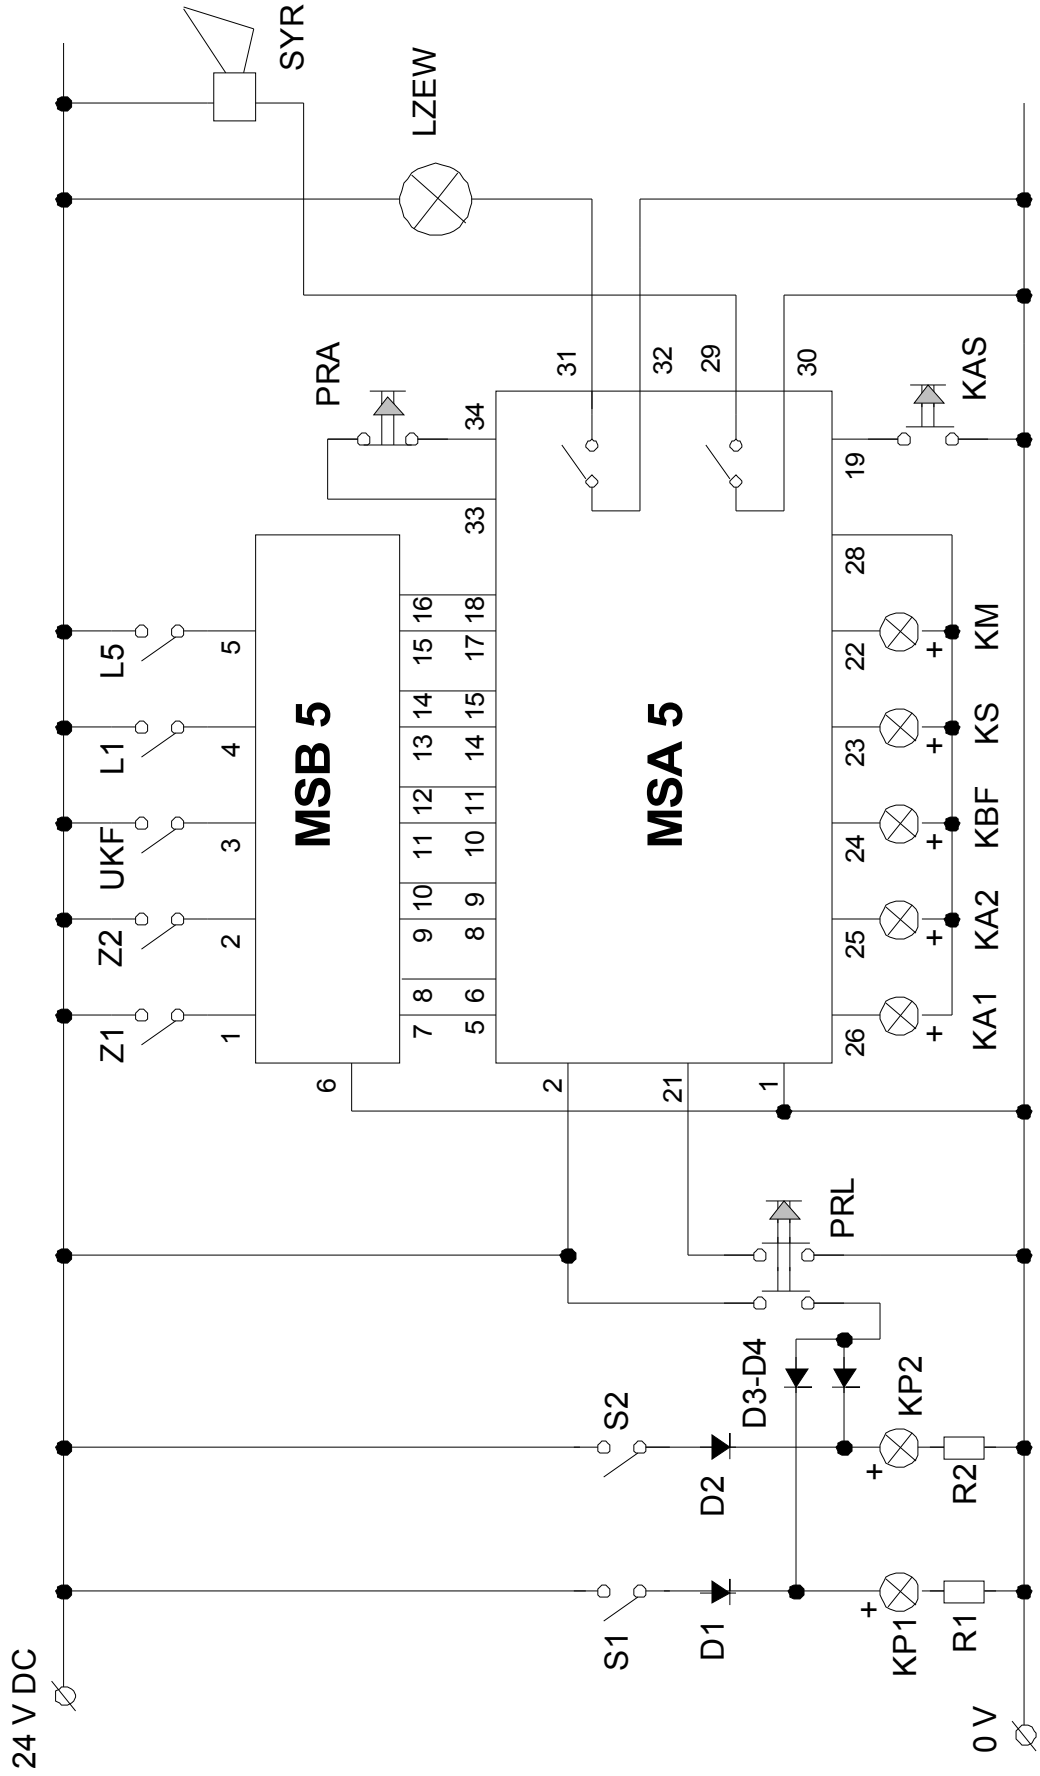 24 V DC
Z1 Z2 UKF L1 L5
SYR
1 2 3 4 5
LZEW
MSB 5
6
PRA
7 8 9 10 11 12 13 14 15 16
5 6 8 9 10 11 14 15 17 18 33 34
2
31
S1 S2
MSA 5
21
32
D1 D2
29
D3-D4
1
30
PRL
26 25 24 23 22 28 19
+ + + + + + +
KP1 KP2
KAS
R1 R2
KA1 KA2 KBF KS KM
0 V